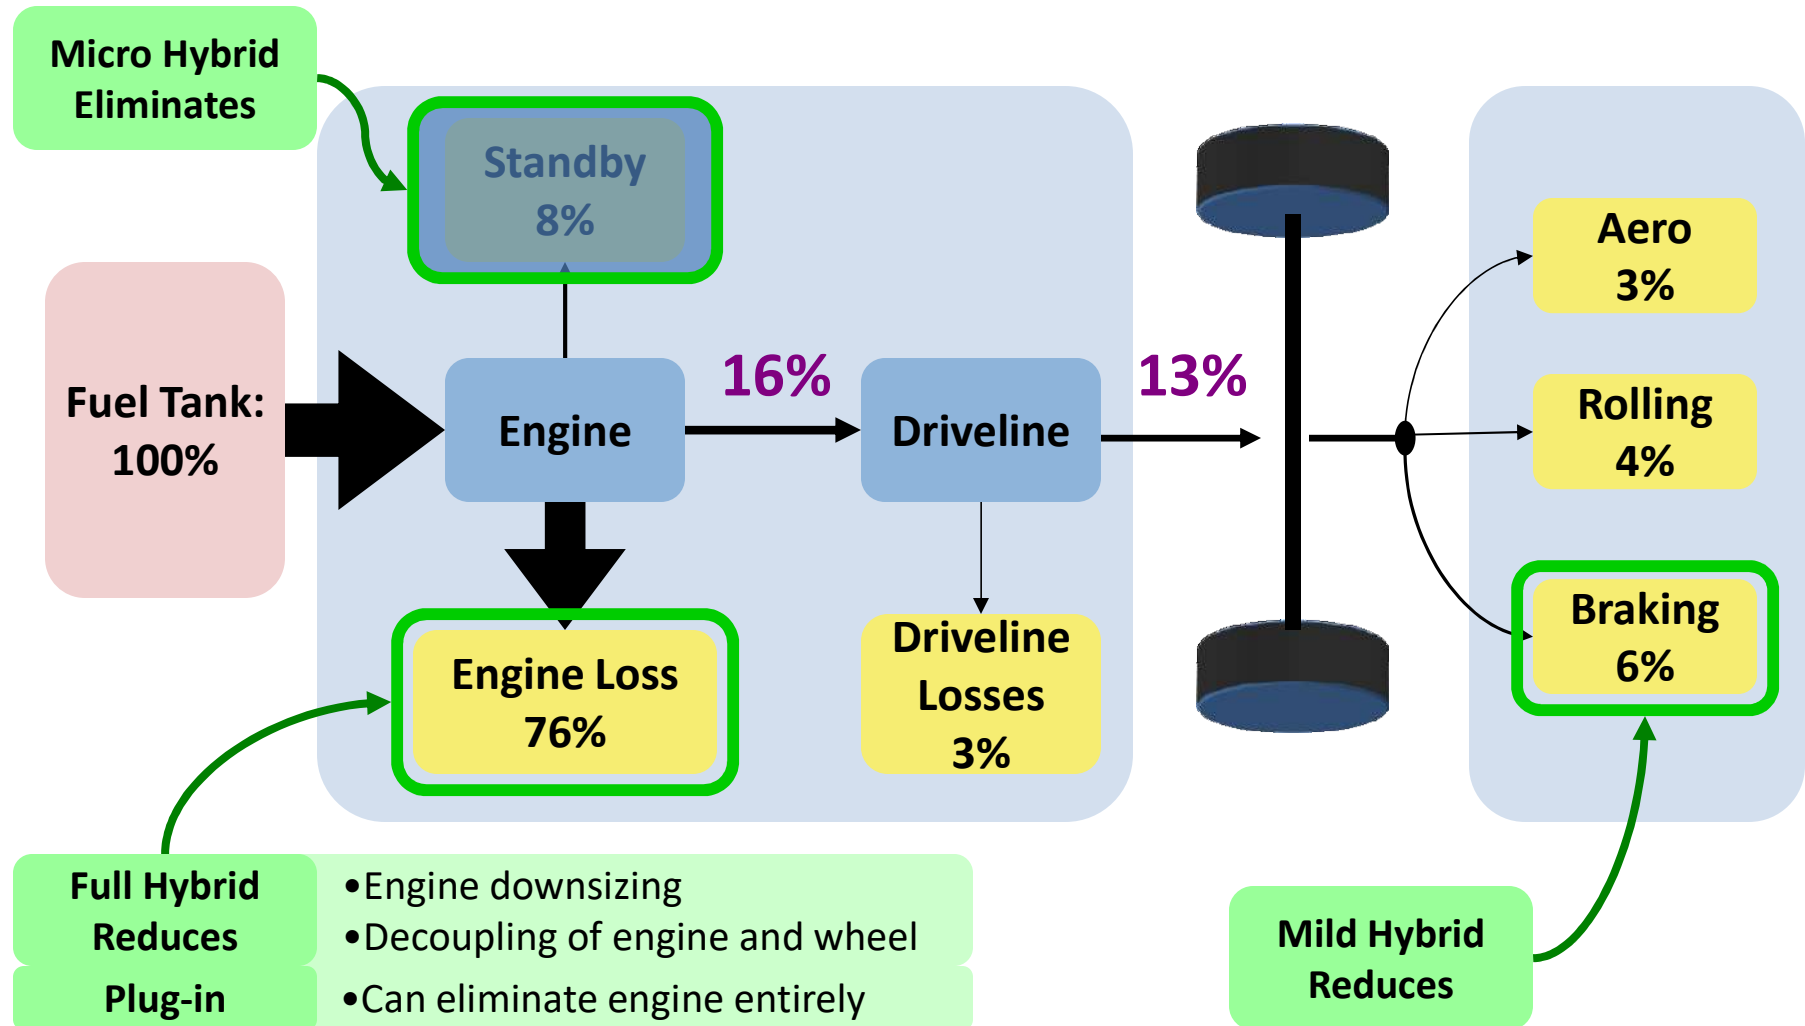 Micro Hybrid
Eliminates
Standby
8%
Fuel Tank:
100%
Engine
16%
Driveline
13%
Aero
3%
Rolling
4%
Braking
6%
Engine Loss
76%
Driveline
Losses
3%
Full Hybrid
Reduces
•Engine downsizing
•Decoupling of engine and wheel
Plug-in
•Can eliminate engine entirely
Mild Hybrid
Reduces